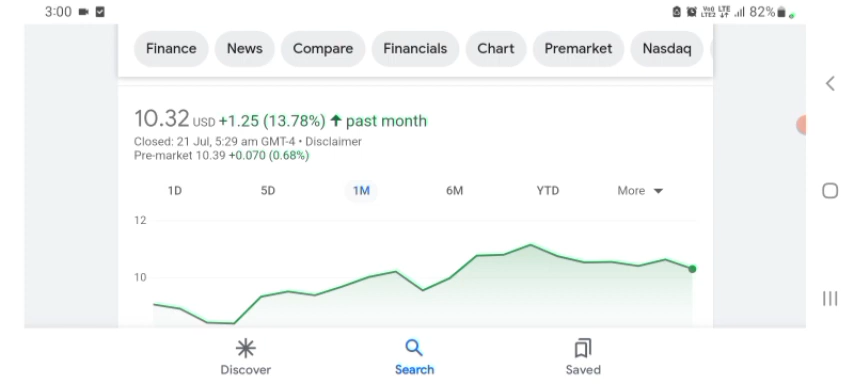 3:00 82%
Finance News Compare Financials Chart Premarket Nasdaq
10.32 USD +1.25 (13.78%) ↑ past month
Closed: 21 Jul, 5:29 am GMT-4 • Disclaimer
Pre-market 10.39 +0.070 (0.68%)
1D 5D 1M 6M YTD More
12
10
Discover Search Saved